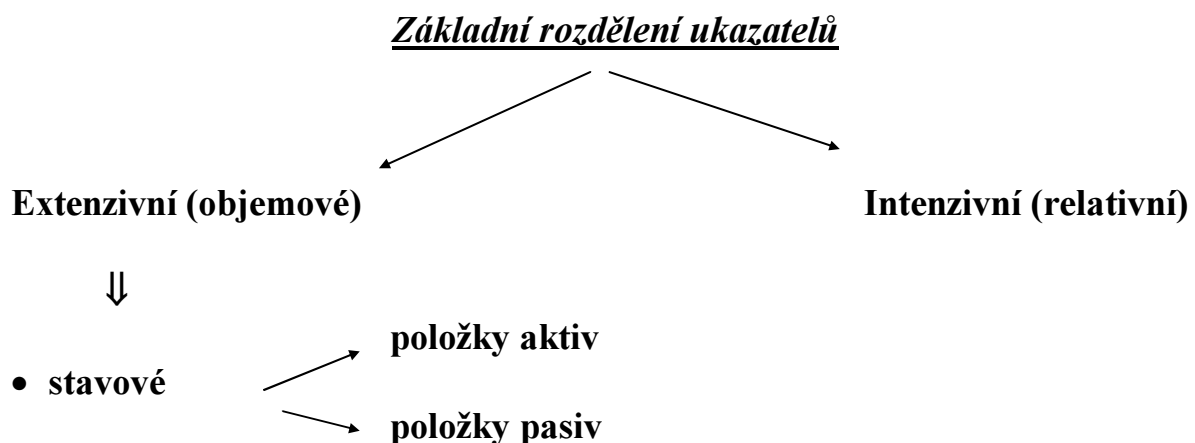 Základní rozdělení ukazatelů
Extenzivní (objemové) Intenzivní (relativní)
⇓
položky aktiv
• stavové
položky pasiv